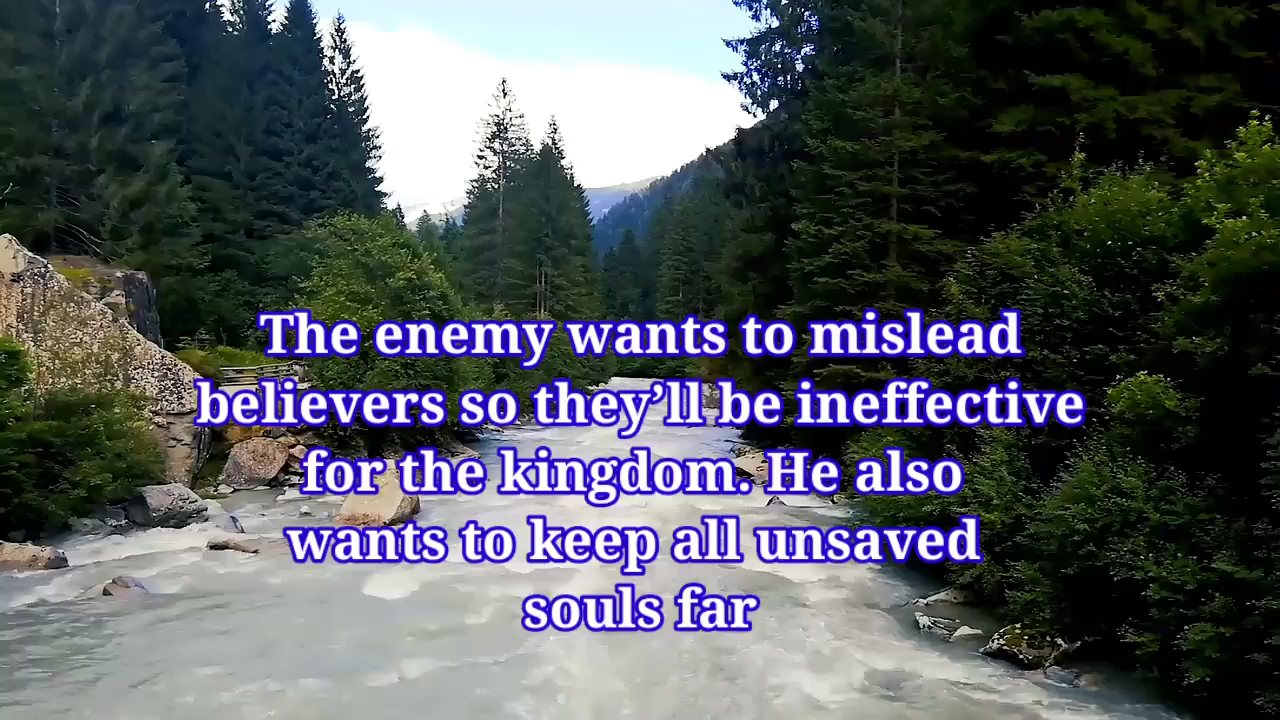 The enemy wants to mislead
believers so they’ll be ineffective
for the kingdom. He also
wants to keep all unsaved
souls far